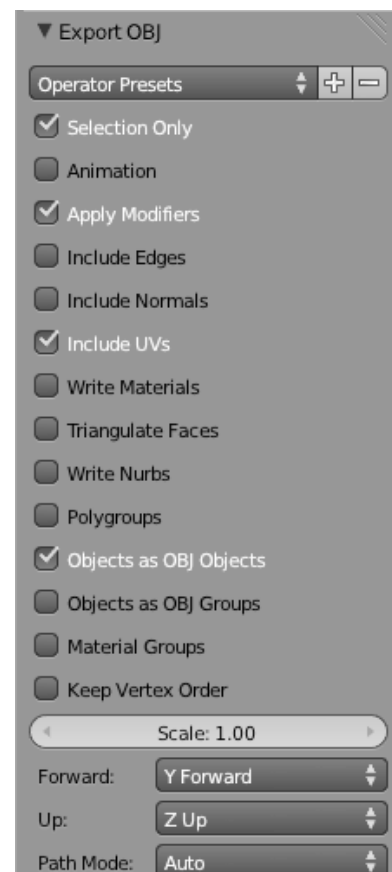 Export OBJ
Operator Presets
Selection Only
Animation
Apply Modifiers
Include Edges
Include Normals
Include UVs
Write Materials
Triangulate Faces
Write Nurbs
Polygroups
Objects as OBJ Objects
Objects as OBJ Groups
Material Groups
Keep Vertex Order
Scale: 1.00
Forward: Y Forward
Up: Z Up
Path Mode: Auto